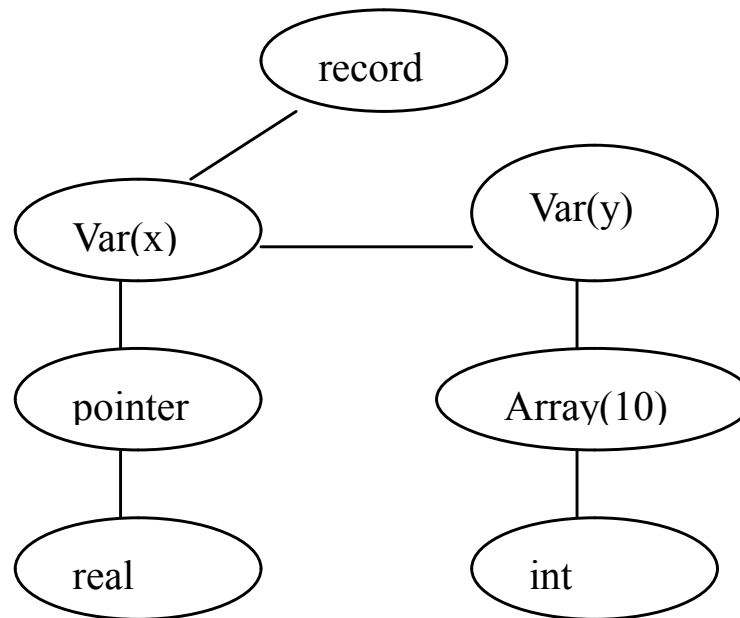 record
Var(x)
Var(y)
pointer
Array(10)
real
int